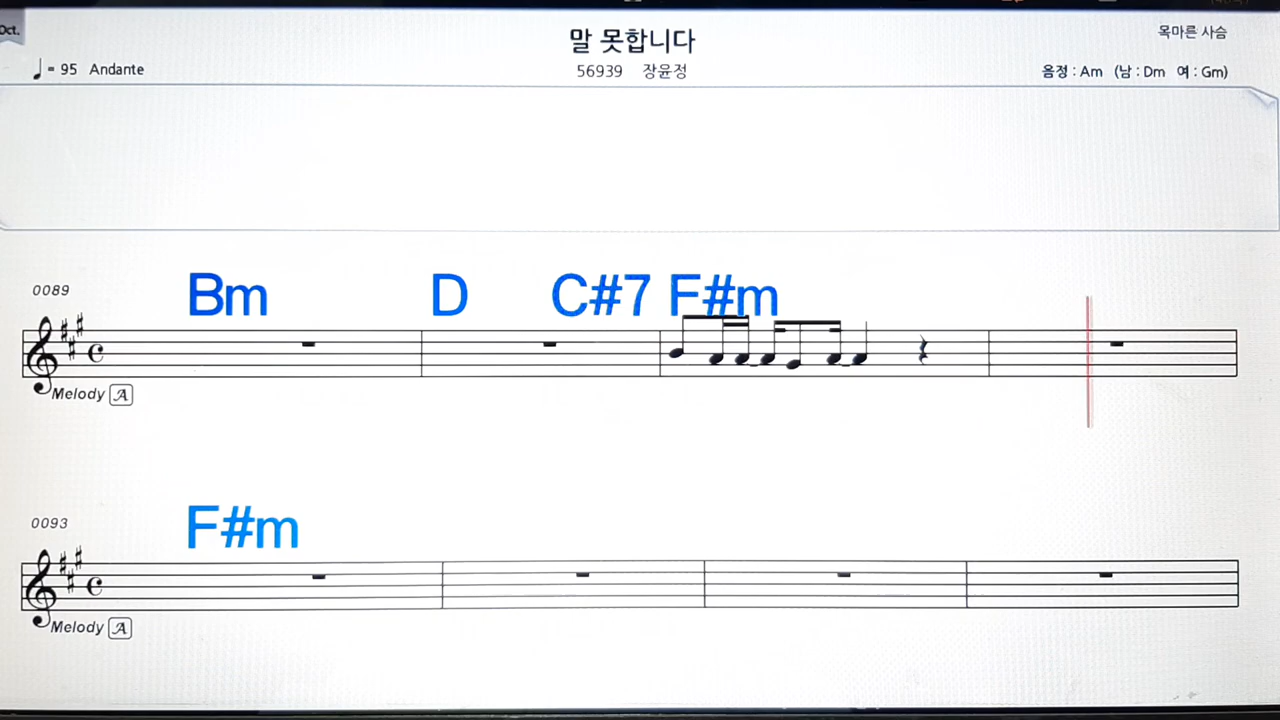 Oct.
말 못합니다
목마른 사슴
♩= 95 Andante
56939 장윤정
음정 : Am (남 : Dm 여 : Gm)
0089
Bm D C#7 F#m
Melody A
0093
F#m
Melody A